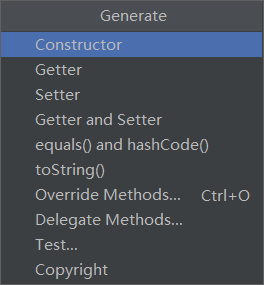 Generate
Constructor
Getter
Setter
Getter and Setter
equals() and hashCode()
toString()
Override Methods... Ctrl+O
Delegate Methods...
Test...
Copyright